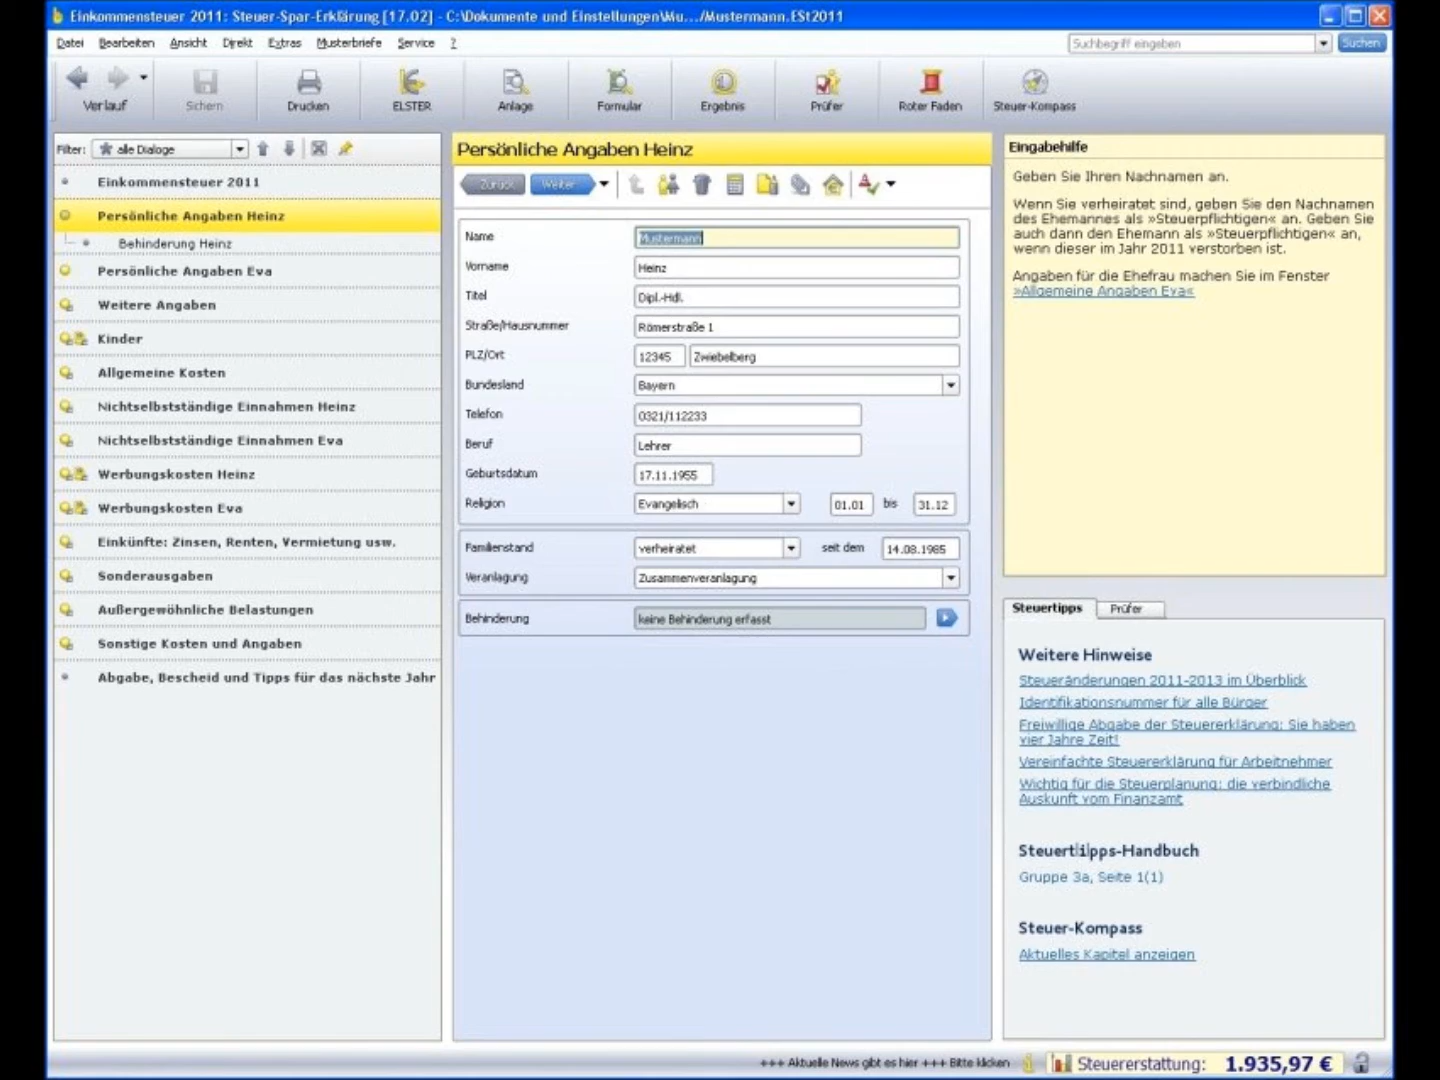 Einkommensteuer 2011: Steuer-Spar-Erklärung [17.02] - C:\Dokumente und Einstellungen\Mu.../Mustermann.ESt2011
Datei Bearbeiten Ansicht Direkt Extras Musterbriefe Service ?
Suchbegriff eingeben Suchen
Verlauf Sichern Drucken ELSTER Anlage Formular Ergebnis Prüfer Roter Faden Steuer-Kompass
Filter: alle Dialoge
Einkommensteuer 2011
Persönliche Angaben Heinz
Behinderung Heinz
Persönliche Angaben Eva
Weitere Angaben
Kinder
Allgemeine Kosten
Nichtselbstständige Einnahmen Heinz
Nichtselbstständige Einnahmen Eva
Werbungskosten Heinz
Werbungskosten Eva
Einkünfte: Zinsen, Renten, Vermietung usw.
Sonderausgaben
Außergewöhnliche Belastungen
Sonstige Kosten und Angaben
Abgabe, Bescheid und Tipps für das nächste Jahr
Persönliche Angaben Heinz
Zurück Weiter
Name Mustermann
Vorname Heinz
Titel Dipl.-Hdl.
Straße/Hausnummer Römerstraße 1
PLZ/Ort 12345 Zwiebelberg
Bundesland Bayern
Telefon 0321/112233
Beruf Lehrer
Geburtsdatum 17.11.1955
Religion Evangelisch 01.01 bis 31.12
Familienstand verheiratet seit dem 14.08.1985
Veranlagung Zusammenveranlagung
Behinderung keine Behinderung erfasst
Eingabehilfe
Geben Sie Ihren Nachnamen an.
Wenn Sie verheiratet sind, geben Sie den Nachnamen
des Ehemannes als »Steuerpflichtigen« an. Geben Sie
auch dann den Ehemann als »Steuerpflichtigen« an,
wenn dieser im Jahr 2011 verstorben ist.
Angaben für die Ehefrau machen Sie im Fenster
»Allgemeine Angaben Eva«
Steuertipps Prüfer
Weitere Hinweise
Steueränderungen 2011-2013 im Überblick
Identifikationsnummer für alle Bürger
Freiwillige Abgabe der Steuererklärung: Sie haben
vier Jahre Zeit!
Vereinfachte Steuererklärung für Arbeitnehmer
Wichtig für die Steuerplanung: die verbindliche
Auskunft vom Finanzamt
Steuertipps-Handbuch
Gruppe 3a, Seite 1(1)
Steuer-Kompass
Aktuelles Kapitel anzeigen
+++ Aktuelle News gibt es hier +++ Bitte klicken
Steuererstattung: 1.935,97 €